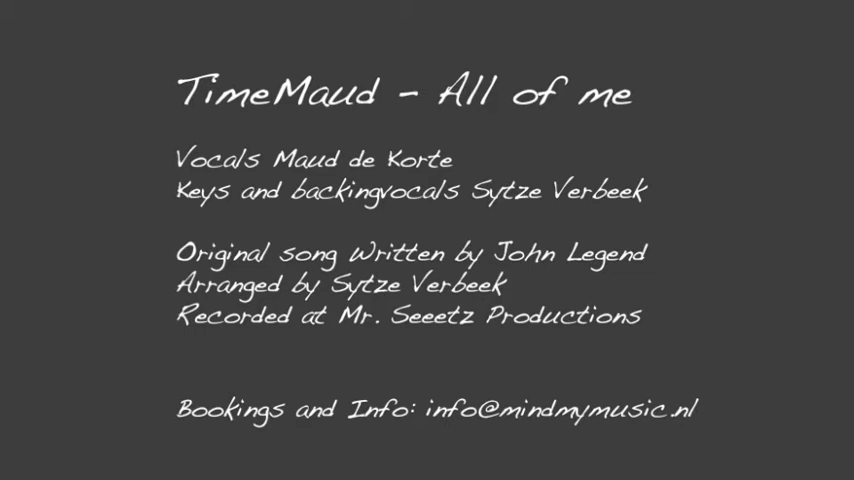 TimeMaud - All of me
Vocals Maud de Korte
Keys and backingvocals Sytze Verbeek
Original song Written by John Legend
Arranged by Sytze Verbeek
Recorded at Mr. Seeetz Productions
Bookings and Info: info@mindmymusic.nl